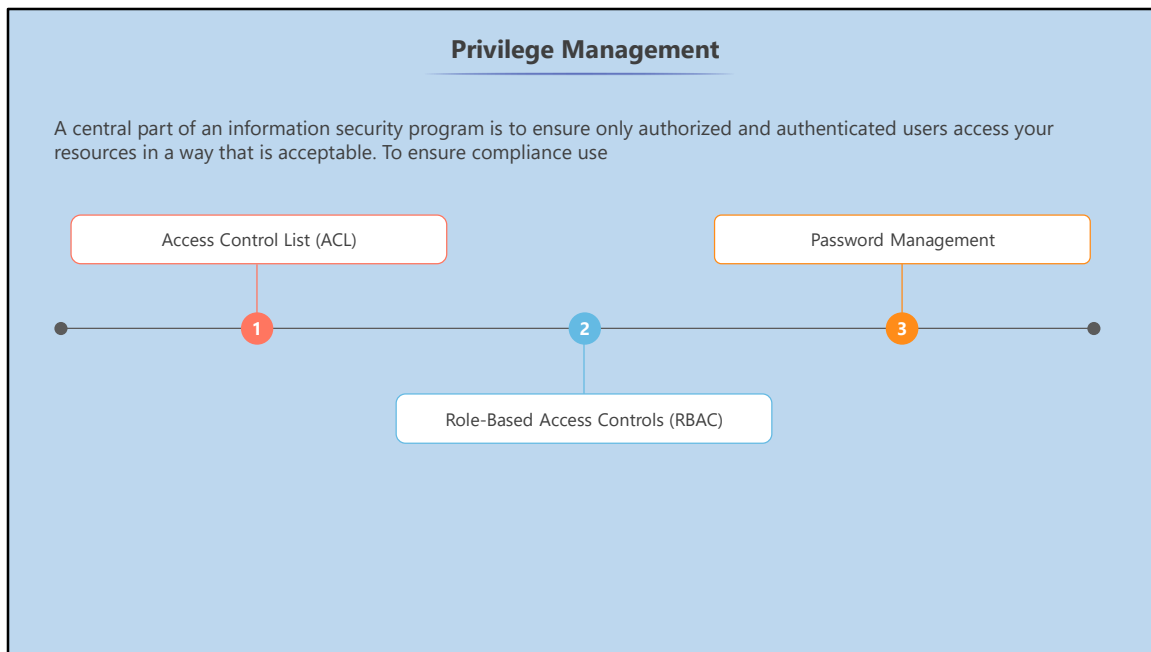 Privilege Management
A central part of an information security program is to ensure only authorized and authenticated users access your
resources in a way that is acceptable. To ensure compliance use
Access Control List (ACL)
Password Management
1
2
3
Role-Based Access Controls (RBAC)